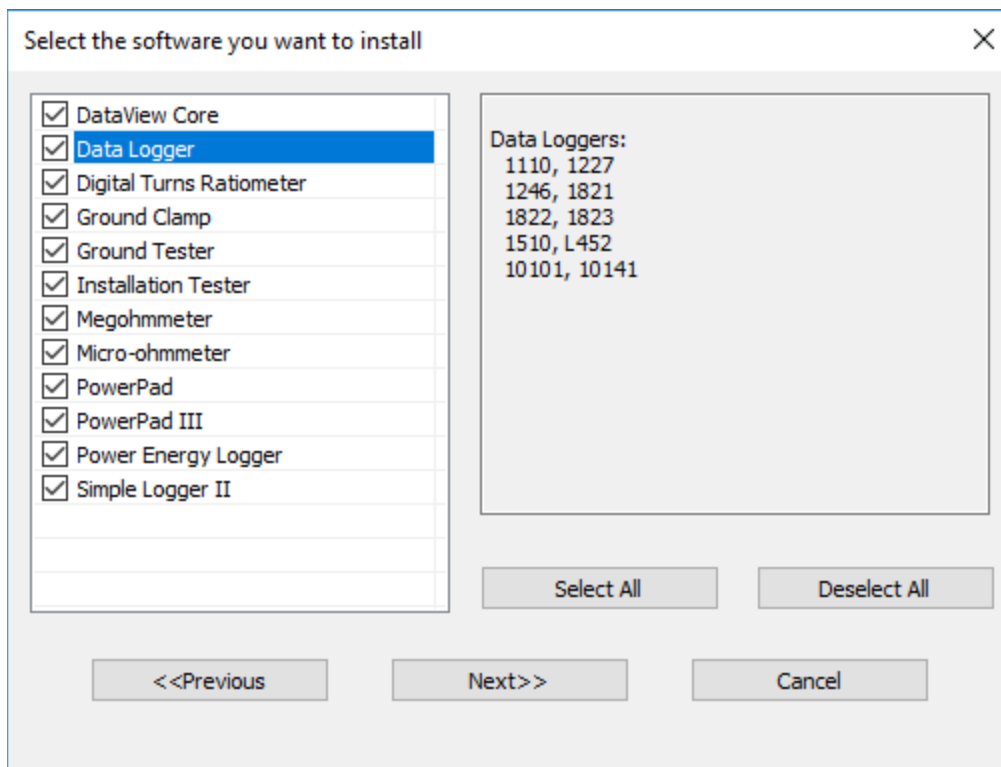 Select the software you want to install
DataView Core
Data Logger
Digital Turns Ratiometer
Ground Clamp
Ground Tester
Installation Tester
Megohmmeter
Micro-ohmmeter
PowerPad
PowerPad III
Power Energy Logger
Simple Logger II
Data Loggers:
1110, 1227
1246, 1821
1822, 1823
1510, L452
10101, 10141
Select All
Deselect All
<<Previous
Next>>
Cancel